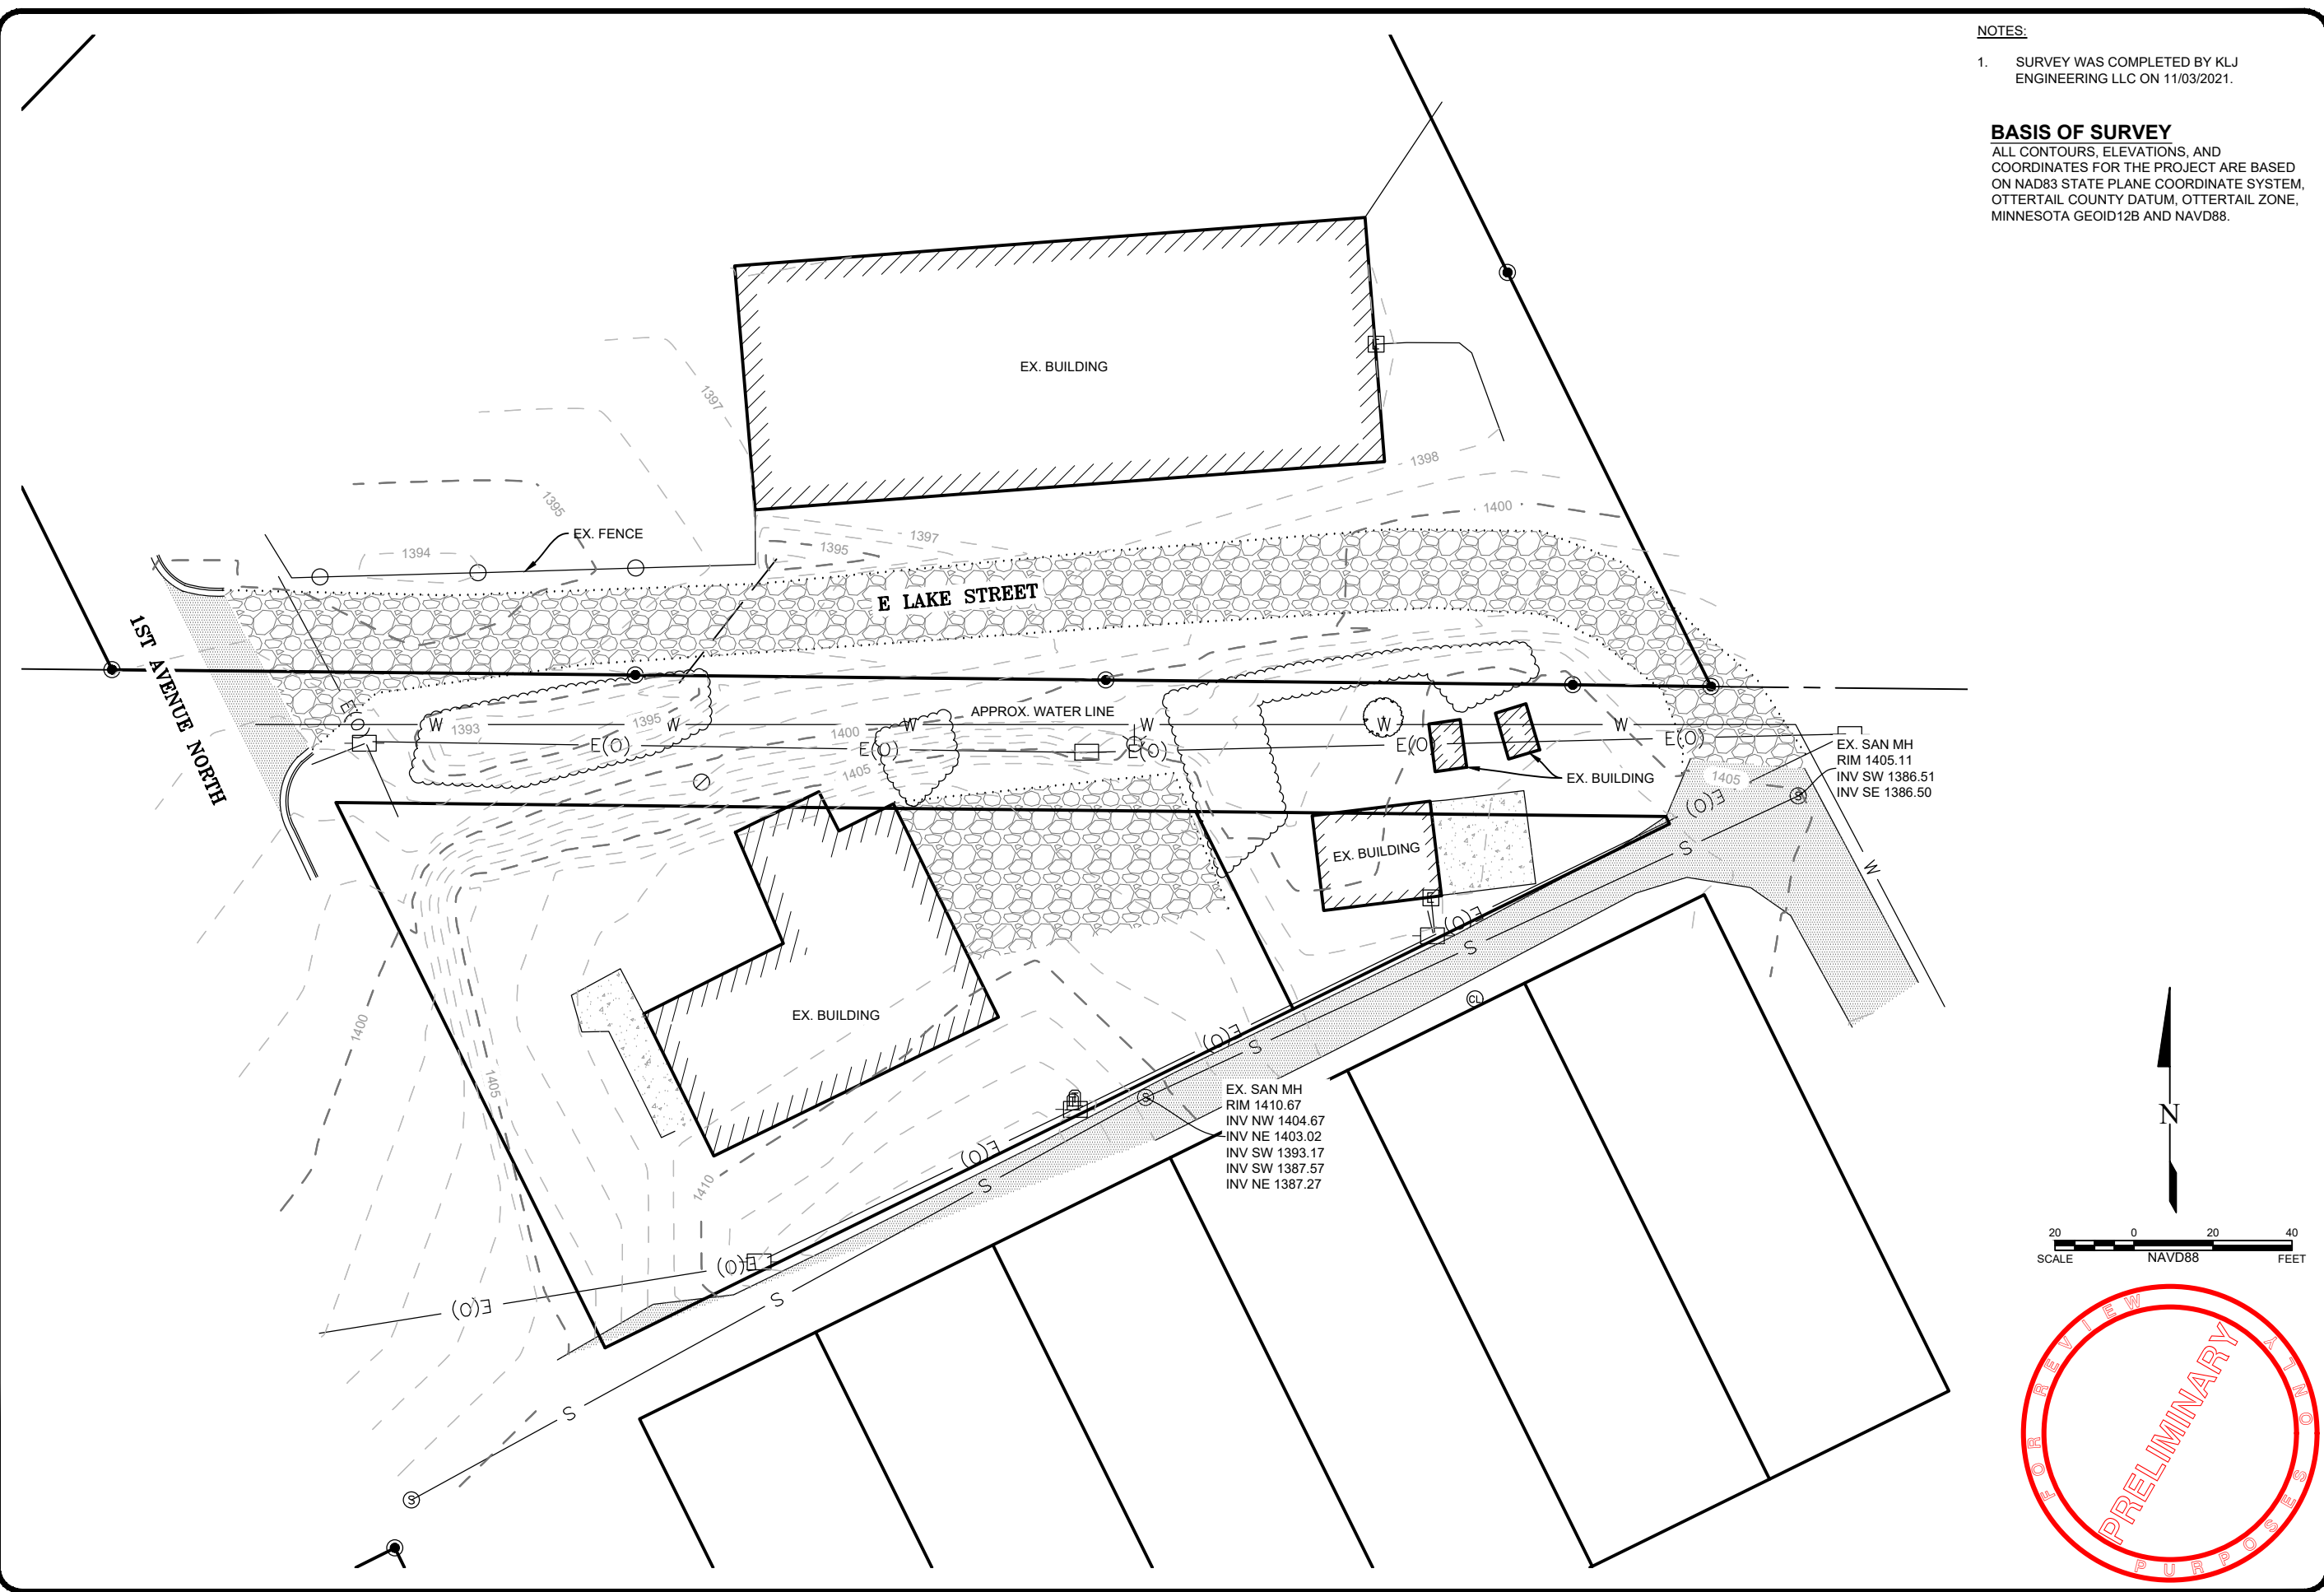 NOTES:
1. SURVEY WAS COMPLETED BY KLJ
ENGINEERING LLC ON 11/03/2021.
BASIS OF SURVEY
ALL CONTOURS, ELEVATIONS, AND
COORDINATES FOR THE PROJECT ARE BASED
ON NAD83 STATE PLANE COORDINATE SYSTEM,
OTTERTAIL COUNTY DATUM, OTTERTAIL ZONE,
MINNESOTA GEOID12B AND NAVD88.
EX. BUILDING
E
1397
1398
1395
1400
EX. FENCE
1394
1395
1397
E LAKE STREET
1ST AVENUE NORTH
E(O)
W
1393
1395
W
1400
W
APPROX. WATER LINE
W
W
W
E(O)
E(O)
E(O)
E(O)
E(O)
1405
EX. BUILDING
1405
EX. SAN MH
RIM 1405.11
INV SW 1386.51
INV SE 1386.50
E(O)
S
S
W
EX. BUILDING
E
E(O)
S
CL
EX. BUILDING
1400
1405
E(O)
S
S
EX. SAN MH
RIM 1410.67
INV NW 1404.67
INV NE 1403.02
INV SW 1393.17
INV SW 1387.57
INV NE 1387.27
E(O)
S
1410
E(O)
E(O)
S
S
S
N
20 0 20 40
SCALE NAVD88 FEET
FOR REVIEW
PRELIMINARY
PURPOSES ONLY